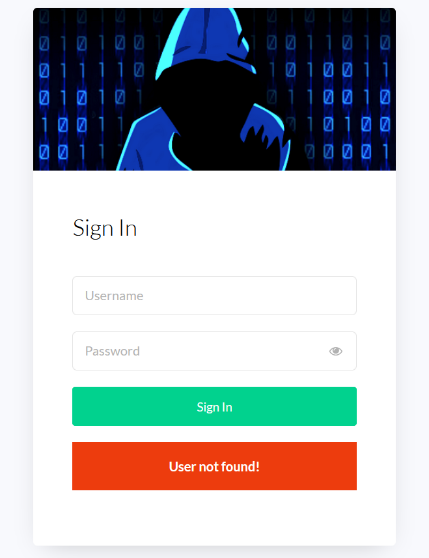 Sign In
Username
Password
Sign In
User not found!